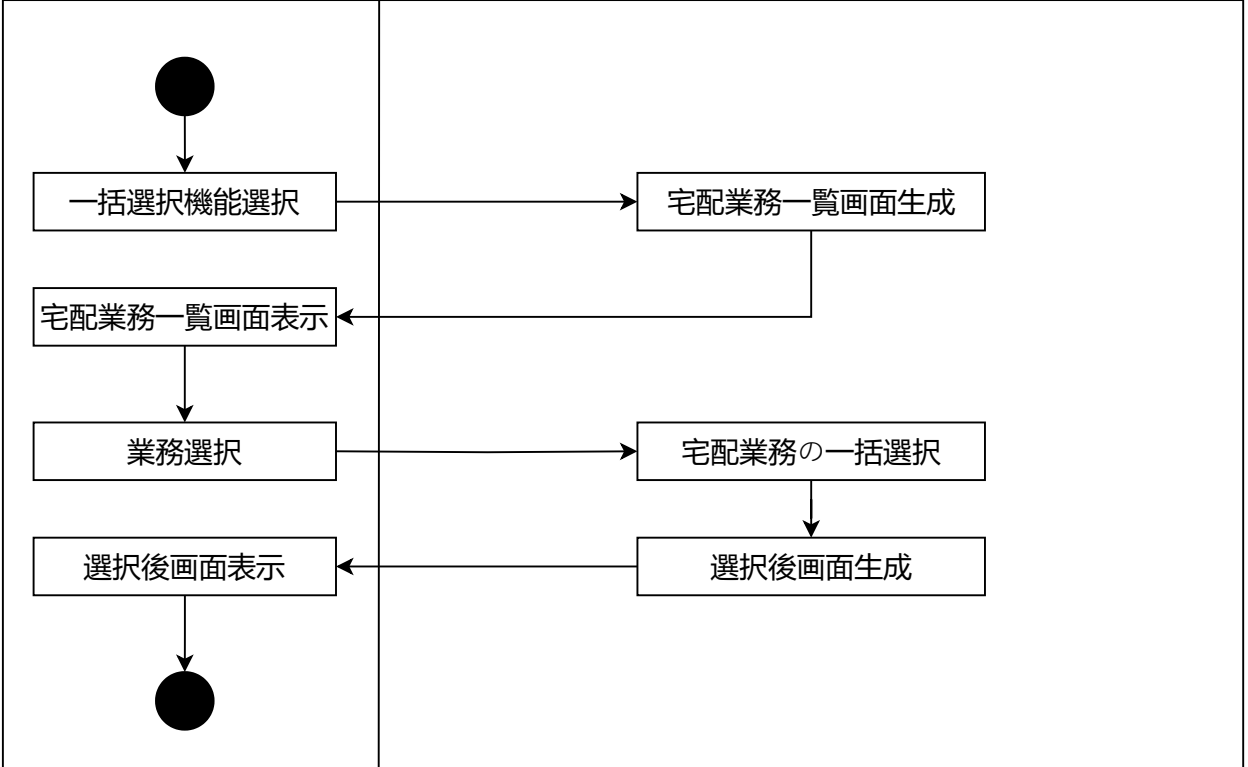 一括選択機能選択
宅配業務一覧画面生成
宅配業務一覧画面表示
業務選択
宅配業務の一括選択
選択後画面表示
選択後画面生成